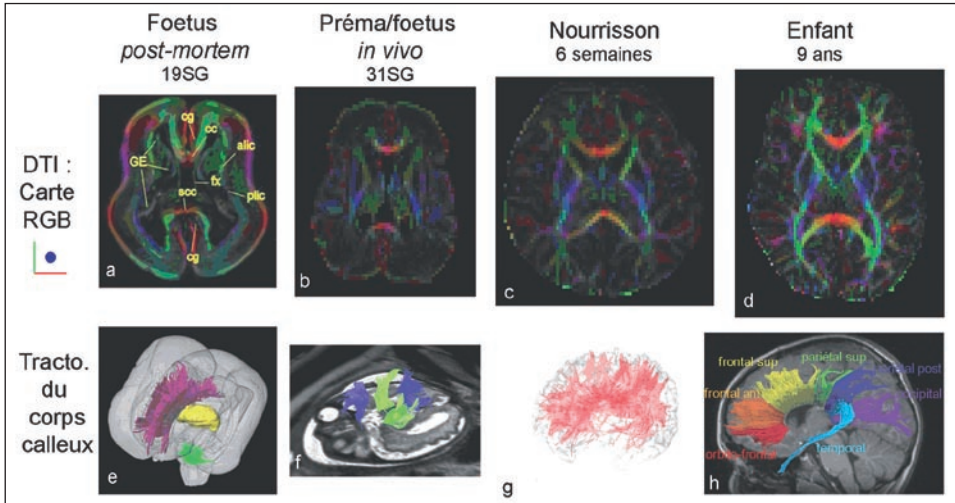 Foetus
post-mortem
19SG
Préma/foetus
in vivo
31SG
Nourrisson
6 semaines
Enfant
9 ans
DTI :
Carte
RGB
cg
cc
alic
GE
fx
scc
plic
cg
a
b
c
d
Tracto.
du
corps
calleux
frontal sup
pariétal sup
post
frontal an
orbito-frontal
temporal
e
f
g
h